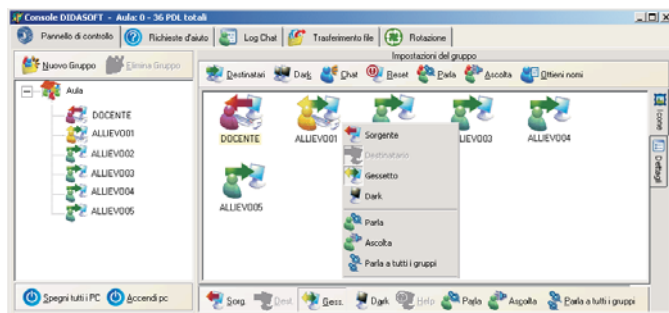 Console DIDASOFT - Aula: 0 - 36 PDL totali
Pannello di controllo Richieste d'aiuto Log Chat Trasferimento file Rotazione
Impostazioni del gruppo
Nuovo Gruppo Elimina Gruppo
Destinatari Dark Chat Reset Parla Ascolta Ottieni nomi
Aula
DOCENTE
ALLIEVO01
ALLIEVO02
ALLIEVO03
ALLIEVO04
ALLIEVO05
DOCENTE ALLIEVO01 LIEVO03 ALLIEVO04
ALLIEVO05
Sorgente
Destinatario
Gessetto
Dark
Parla
Ascolta
Parla a tutti i gruppi
Icone
Dettagli
Spegni tutti i PC Accendi pc
Sorg. Dest. Gess. Dark Help Parla Ascolta Parla a tutti i gruppi